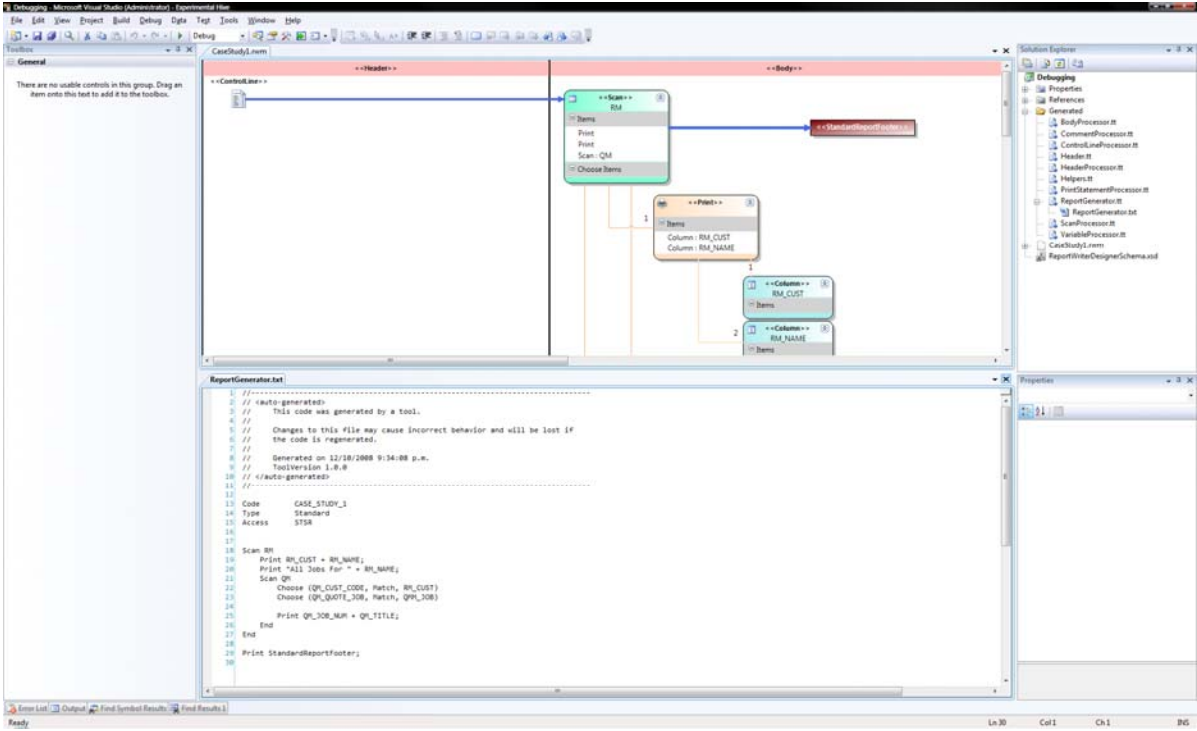 Debugging - Microsoft Visual Studio (Administrator) - Experimental Hive
File Edit View Project Build Debug Data Test Tools Window Help
Debug
Toolbox
General
There are no usable controls in this group. Drag an
item onto this text to add it to the toolbox.
CaseStudy1.rwm
<<Header>>
<<Body>>
<<ControlLine>>
<<Scan>>
RM
Items
Print
Print
Scan : QM
Choose Items
<<StandardReportFooter>>
<<Print>>
1
Items
Column : RM_CUST
Column : RM_NAME
1
<<Column>>
RM_CUST
Items
2
<<Column>>
RM_NAME
Items
Solution Explorer
Debugging
Properties
References
Generated
BodyProcessor.tt
CommentProcessor.tt
ControlLineProcessor.tt
Header.tt
HeaderProcessor.tt
Helpers.tt
PrintStatementProcessor.tt
ReportGenerator.tt
ReportGenerator.txt
ScanProcessor.tt
VariableProcessor.tt
CaseStudy1.rwm
ReportWriterDesignerSchema.xsd
ReportGenerator.txt
1 //------------------------------------------------------------------------------
2 // <auto-generated>
3 //     This code was generated by a tool.
4 //
5 //     Changes to this file may cause incorrect behavior and will be lost if
6 //     the code is regenerated.
7 //
8 //     Generated on 12/10/2008 9:34:08 p.m.
9 //     ToolVersion 1.0.0
10 // </auto-generated>
11 //------------------------------------------------------------------------------
12
13 Code CASE_STUDY_1
14 Type Standard
15 Access STSR
16
17
18 Scan RM
19 Print RM_CUST + RM_NAME;
20 Print "All Jobs For " + RM_NAME;
21 Scan QM
22 Choose (QM_CUST_CODE, Match, RM_CUST)
23 Choose (QM_QUOTE_JOB, Match, QMM_JOB)
24
25 Print QM_JOB_NUM + QM_TITLE;
26 End
27 End
28
29 Print StandardReportFooter;
30
Properties
Error List Output Find Symbol Results Find Results 1
Ready
Ln 30 Col 1 Ch 1 INS